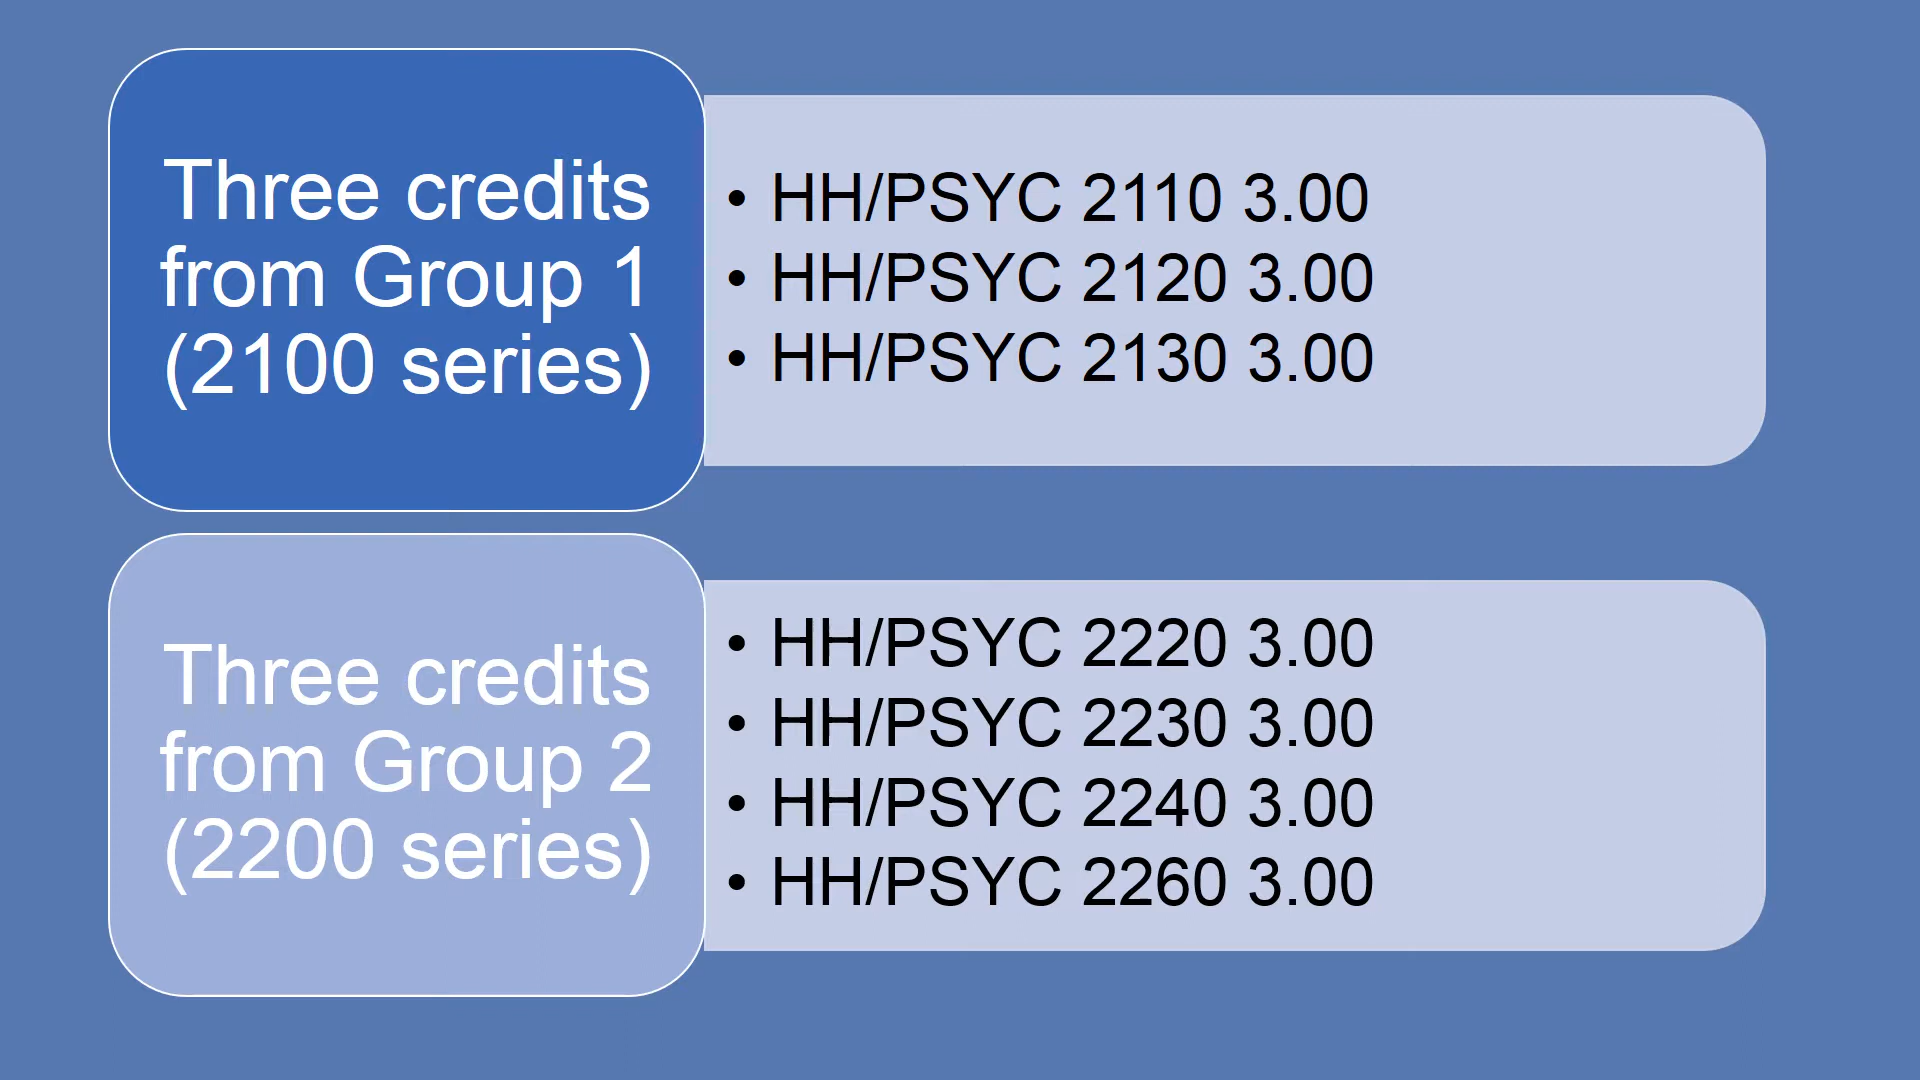 Three credits
from Group 1
(2100 series)
• HH/PSYC 2110 3.00
• HH/PSYC 2120 3.00
• HH/PSYC 2130 3.00
Three credits
from Group 2
(2200 series)
• HH/PSYC 2220 3.00
• HH/PSYC 2230 3.00
• HH/PSYC 2240 3.00
• HH/PSYC 2260 3.00